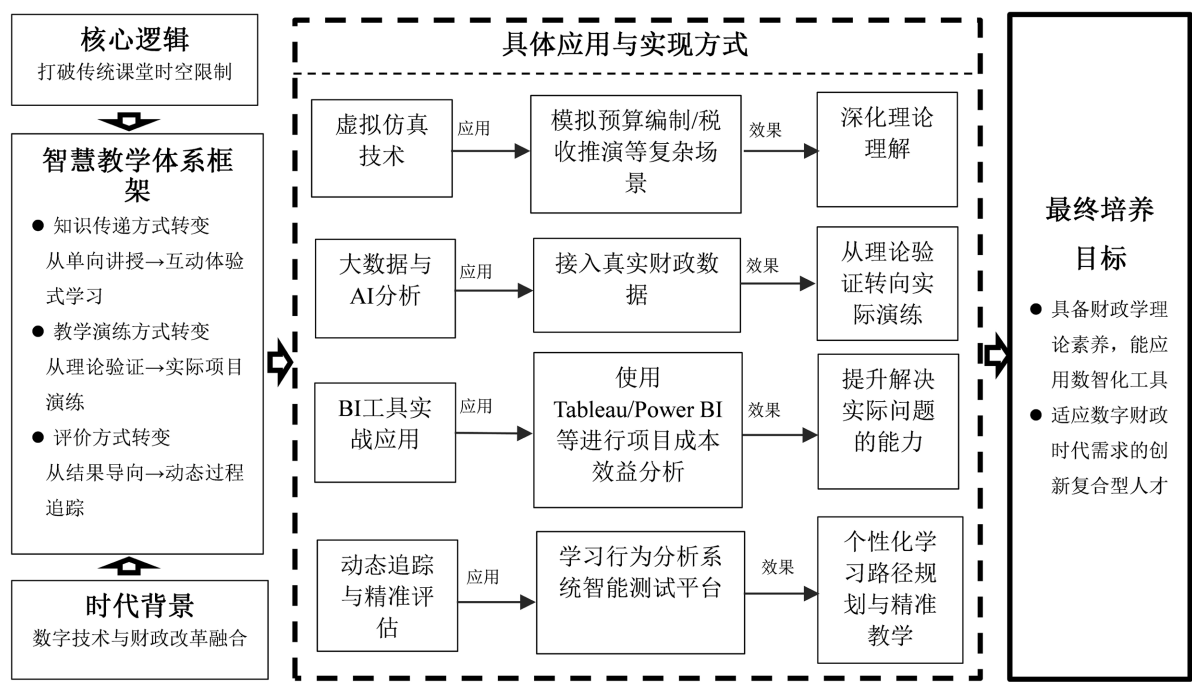 核心逻辑
打破传统课堂时空限制
智慧教学体系框
架
● 知识传递方式转变
从单向讲授→互动体验
式学习
● 教学演练方式转变
从理论验证→实际项目
演练
● 评价方式转变
从结果导向→动态过程
追踪
时代背景
数字技术与财政改革融合
具体应用与实现方式
虚拟仿真
技术
应用
模拟预算编制/税
收推演等复杂场
景
效果
深化理论
理解
大数据与
AI分析
应用
接入真实财政数
据
效果
从理论验
证转向实
际演练
BI工具实
战应用
应用
使用
Tableau/Power BI
等进行项目成本
效益分析
效果
提升解决
实际问题
的能力
动态追踪
与精准评
估
应用
学习行为分析系
统智能测试平台
效果
个性化学
习路径规
划与精准
教学
最终培养
目标
● 具备财政学理
论素养，能应
用数智化工具
● 适应数字财政
时代需求的创
新复合型人才